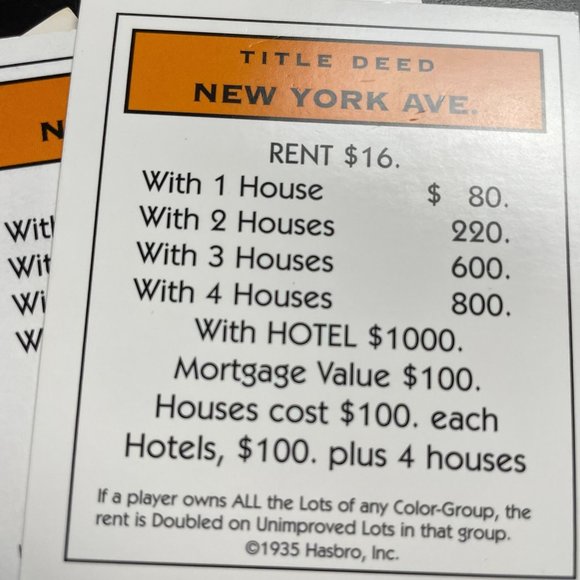 TITLE DEED
NEW YORK AVE.
RENT $16.
With 1 House $ 80.
With 2 Houses 220.
With 3 Houses 600.
With 4 Houses 800.
With HOTEL $1000.
Mortgage Value $100.
Houses cost $100. each
Hotels, $100. plus 4 houses
If a player owns ALL the Lots of any Color-Group, the
rent is Doubled on Unimproved Lots in that group.
©1935 Hasbro, Inc.